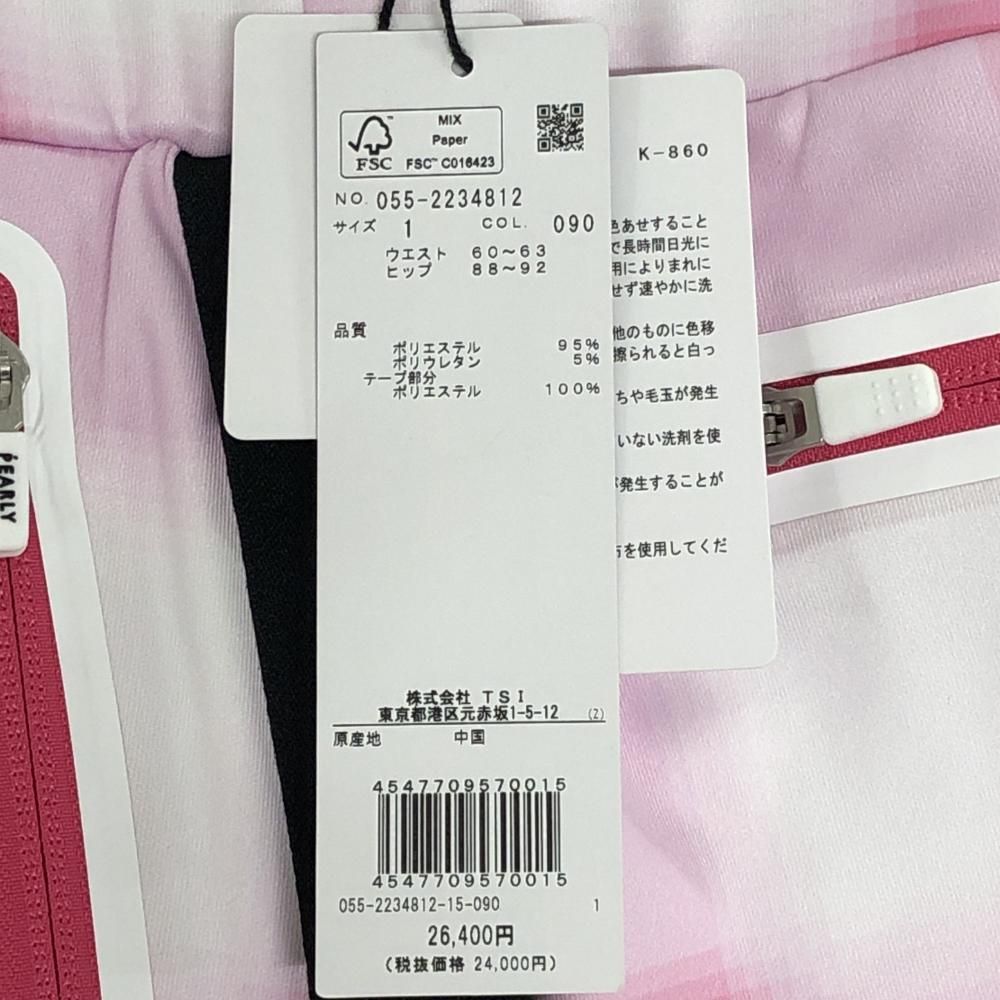 MIX
Paper
FSC
FSC™ C016423
NO. 055-2234812
サイズ 1 COL. 090
ウエスト 60~63
ヒップ 88~92
品質
ポリエステル 95%
ポリウレタン 5%
テープ部分
ポリエステル 100%
株式会社 TSI
東京都港区元赤坂1-5-12 (Z)
原産地 中国
4547709570015
4547709570015
055-2234812-15-090 1
26,400円
(税抜価格 24,000円)
K-860
色あせすること
で長時間日光に
用によりまれに
せず速やかに洗
他のものに色移
擦られると白っ
ちや毛玉が発生
いない洗剤を使
が発生することが
布を使用してくだ
PEARLY